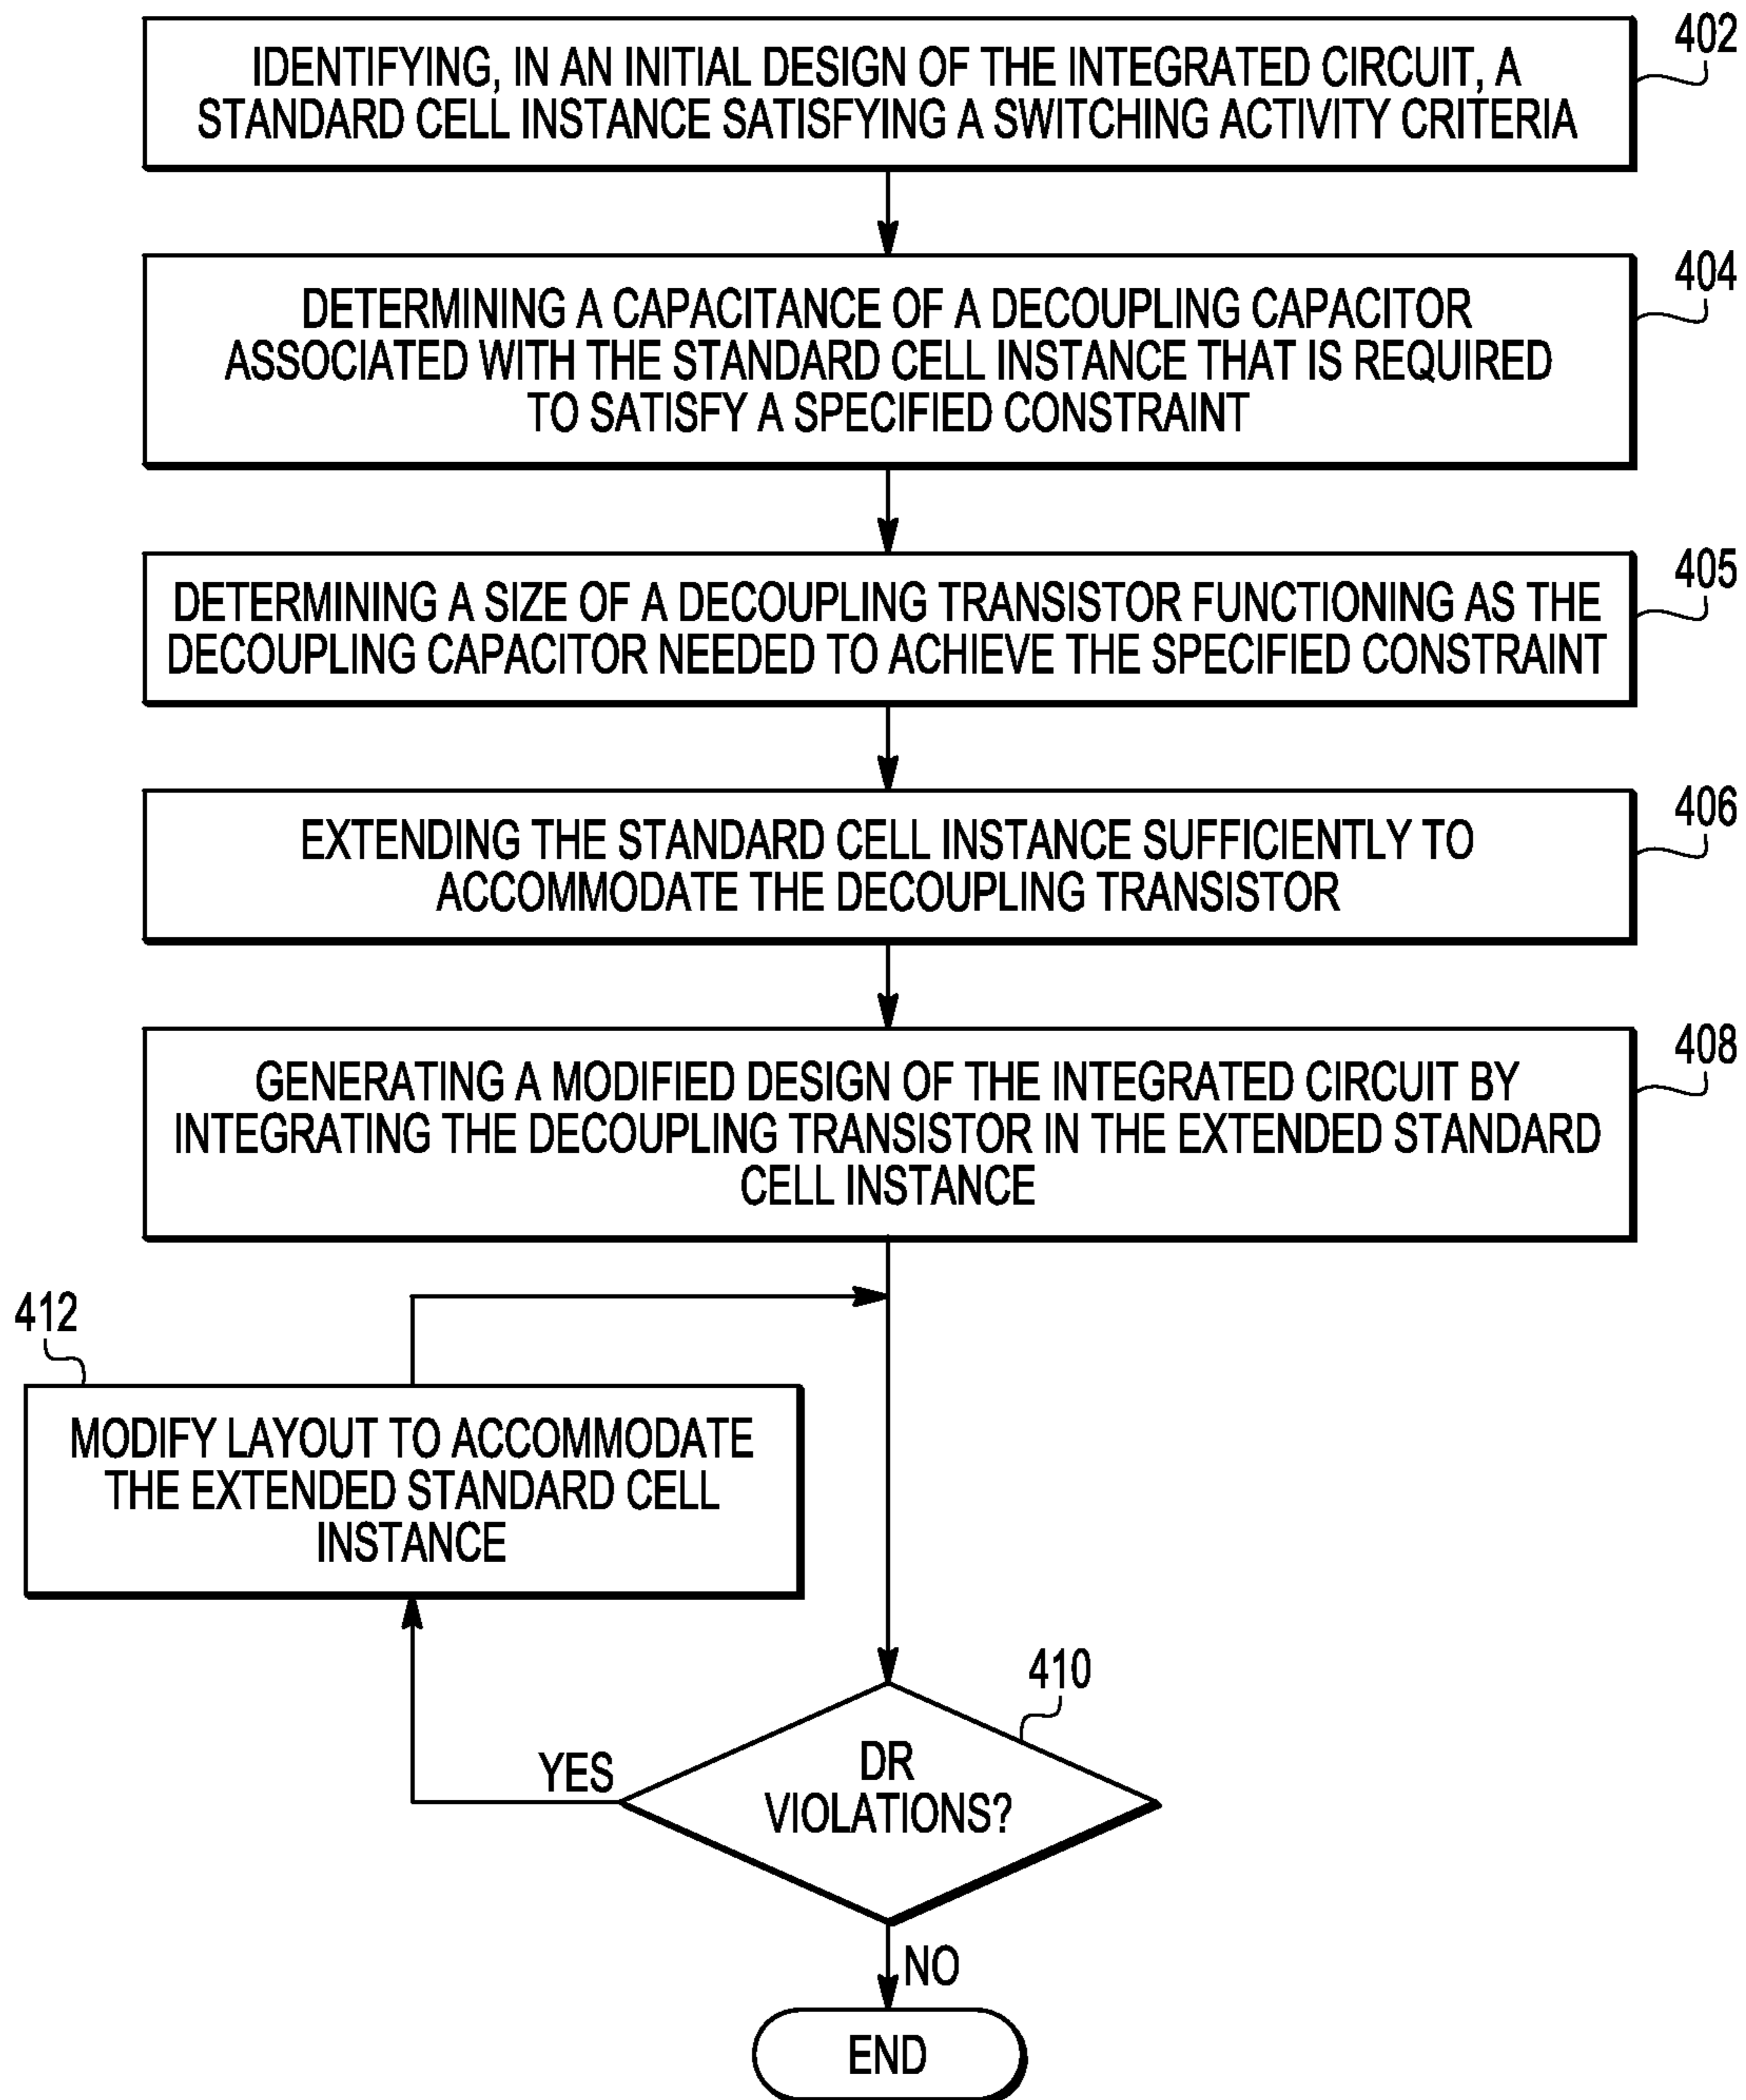 402
IDENTIFYING, IN AN INITIAL DESIGN OF THE INTEGRATED CIRCUIT, A
STANDARD CELL INSTANCE SATISFYING A SWITCHING ACTIVITY CRITERIA
404
DETERMINING A CAPACITANCE OF A DECOUPLING CAPACITOR
ASSOCIATED WITH THE STANDARD CELL INSTANCE THAT IS REQUIRED
TO SATISFY A SPECIFIED CONSTRAINT
405
DETERMINING A SIZE OF A DECOUPLING TRANSISTOR FUNCTIONING AS THE
DECOUPLING CAPACITOR NEEDED TO ACHIEVE THE SPECIFIED CONSTRAINT
406
EXTENDING THE STANDARD CELL INSTANCE SUFFICIENTLY TO
ACCOMMODATE THE DECOUPLING TRANSISTOR
408
GENERATING A MODIFIED DESIGN OF THE INTEGRATED CIRCUIT BY
INTEGRATING THE DECOUPLING TRANSISTOR IN THE EXTENDED STANDARD
CELL INSTANCE
412
MODIFY LAYOUT TO ACCOMMODATE
THE EXTENDED STANDARD CELL
INSTANCE
410
DR
VIOLATIONS?
YES
NO
END